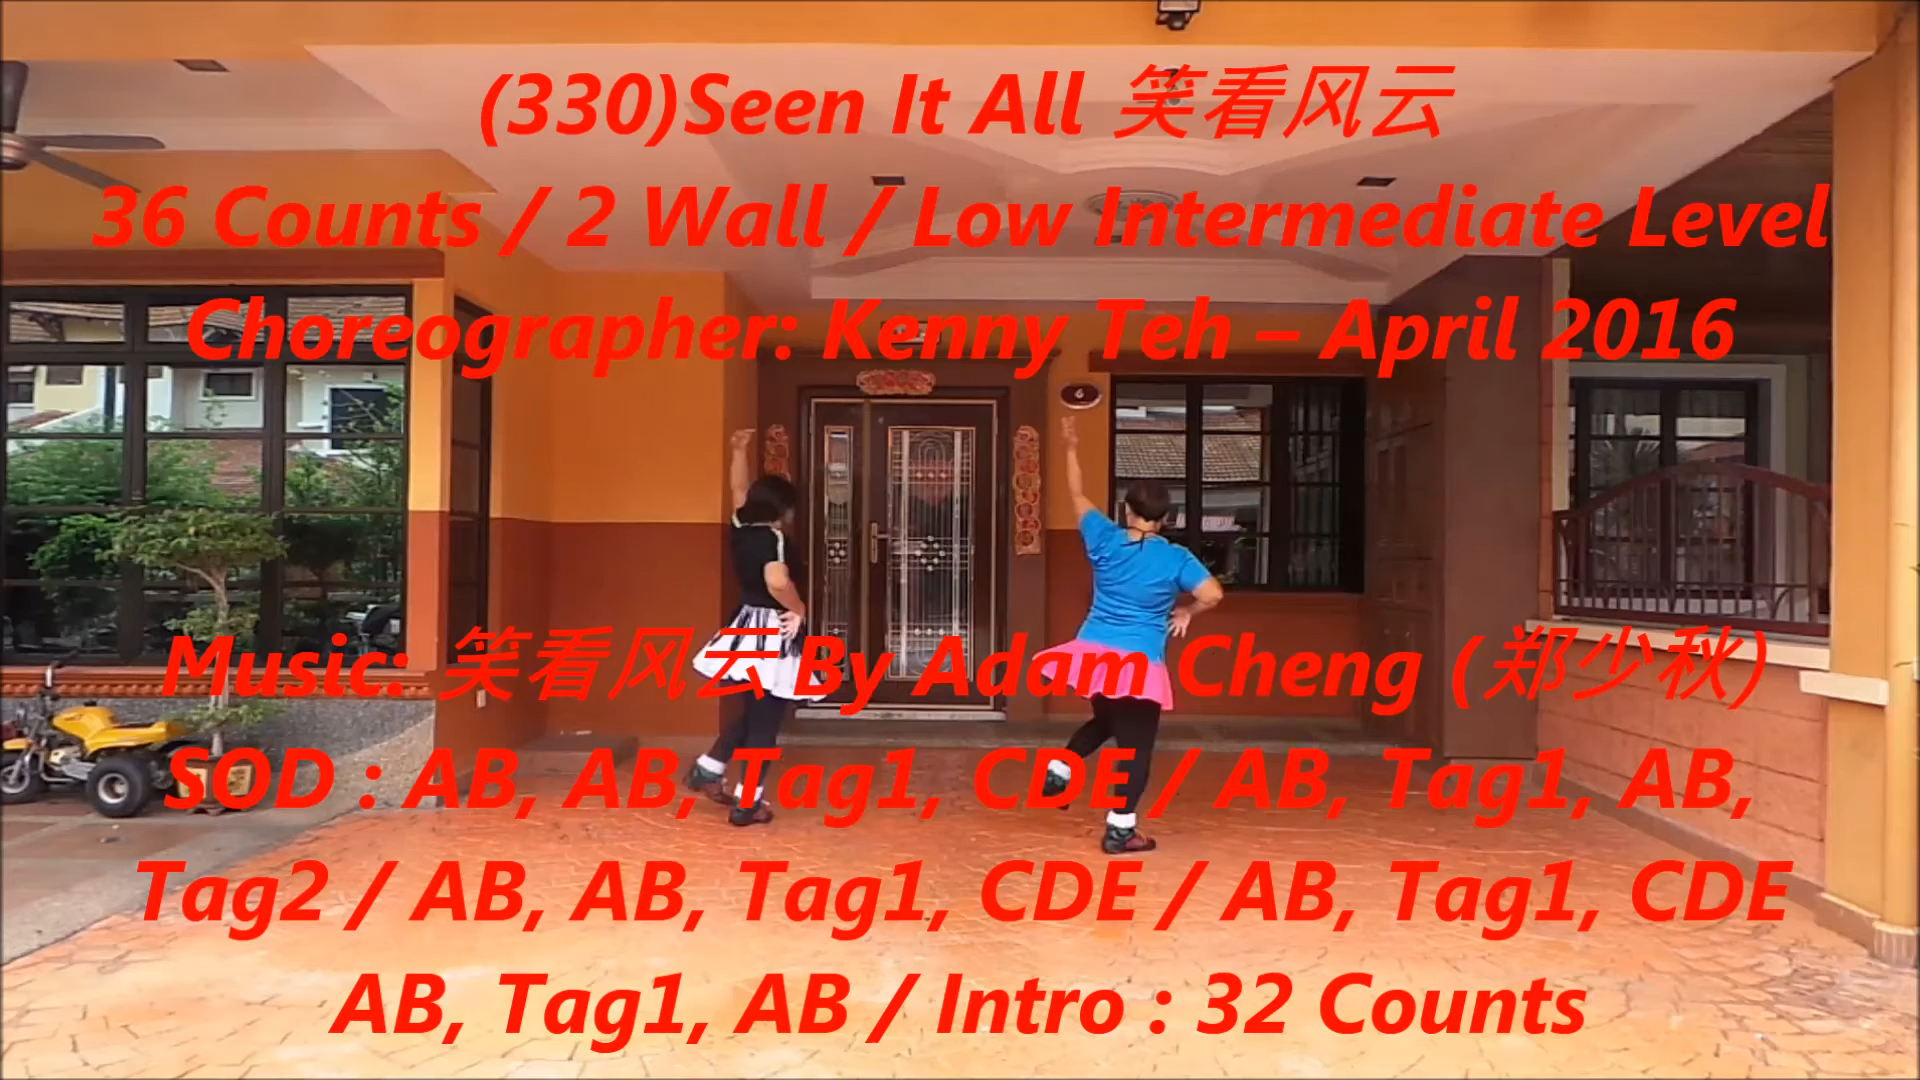 (330)Seen It All 笑看风云
36 Counts / 2 Wall / Low Intermediate Level
Choreographer: Kenny Teh – April 2016
6
Music: 笑看风云 By Adam Cheng (郑少秋)
SOD : AB, AB, Tag1, CDE / AB, Tag1, AB,
Tag2 / AB, AB, Tag1, CDE / AB, Tag1, CDE
AB, Tag1, AB / Intro : 32 Counts